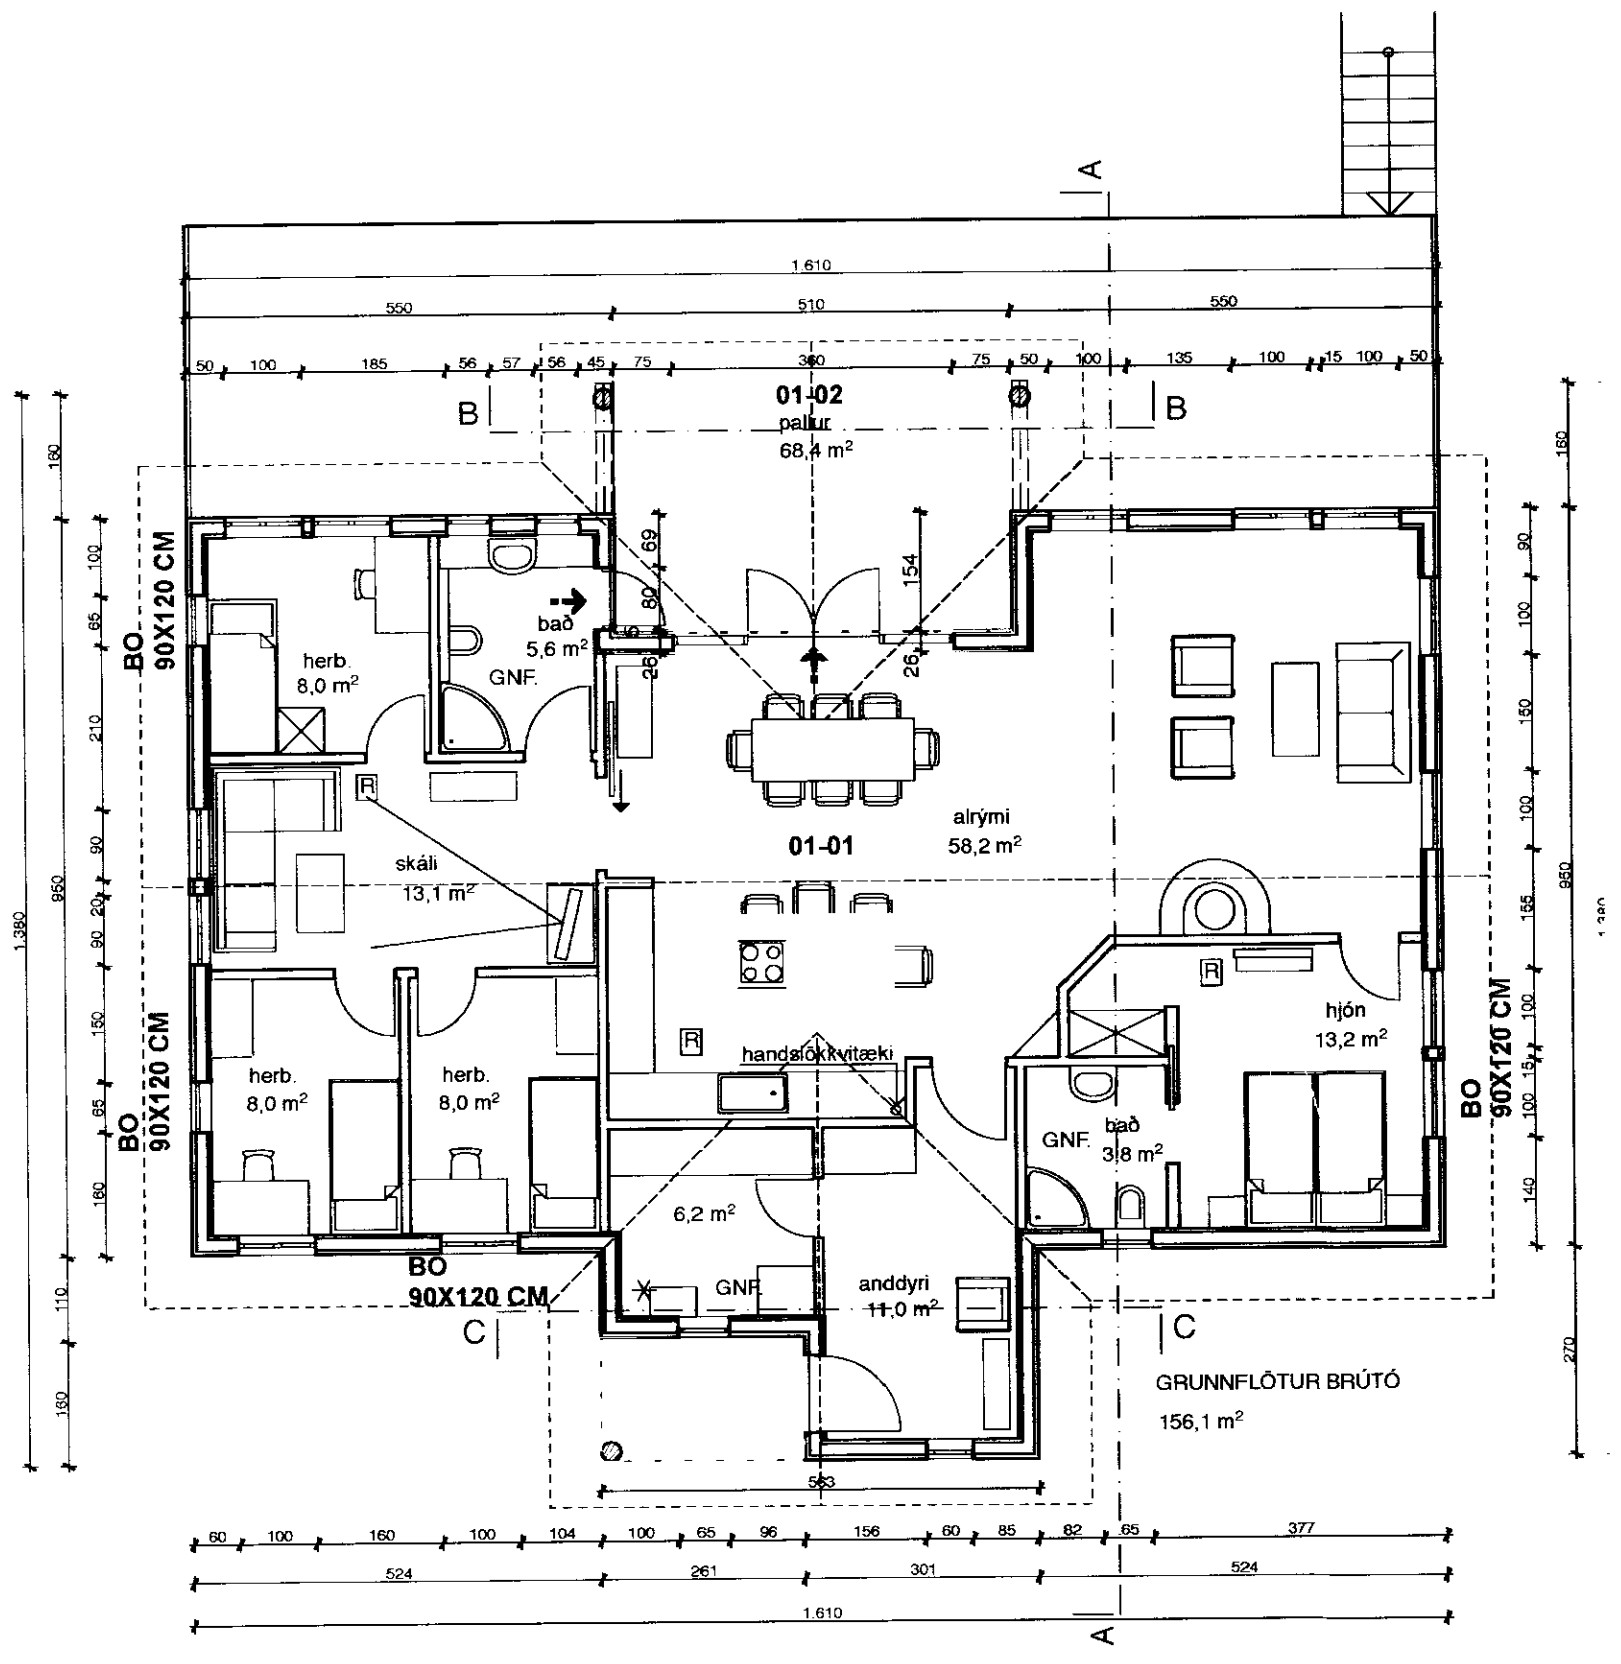 A
1.610
550 510 550
50 100 185 56 57 56 45 75 360 75 50 100 135 100 15 100 50
B
01-02
B
pallur
68,4 m²
160
160
BO
90X120 CM
100
65
210
90
20
90
150
65
160
950
1.380
110
160
69
80
5
26
154
26
90
100
150
100
155
100
15
100
140
950
270
herb.
8,0 m²
bað
5,6 m²
GNF.
R
skáli
13,1 m²
alrými
58,2 m²
01-01
R
handslökkvitæki
R
hjón
13,2 m²
BO
90X120 CM
herb.
8,0 m²
herb.
8,0 m²
BO
90X120 CM
GNF.
bað
3,8 m²
6,2 m²
GNF.
anddyri
11,0 m²
BO
90X120 CM
C
C
GRUNNFLÖTUR BRÚTÓ
156,1 m²
563
60 100 160 100 104 100 65 96 156 60 85 82 65 377
524 261 301 524
1.610
A